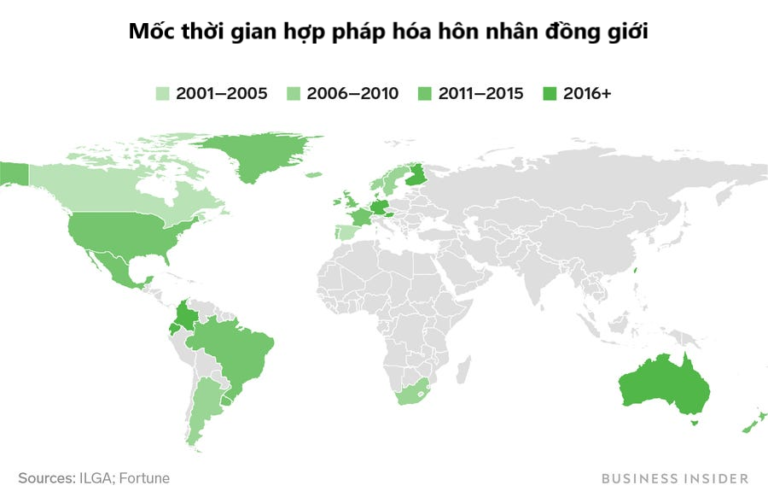 Mốc thời gian hợp pháp hóa hôn nhân đồng giới
2001–2005 2006–2010 2011–2015 2016+
Sources: ILGA; Fortune
BUSINESS INSIDER